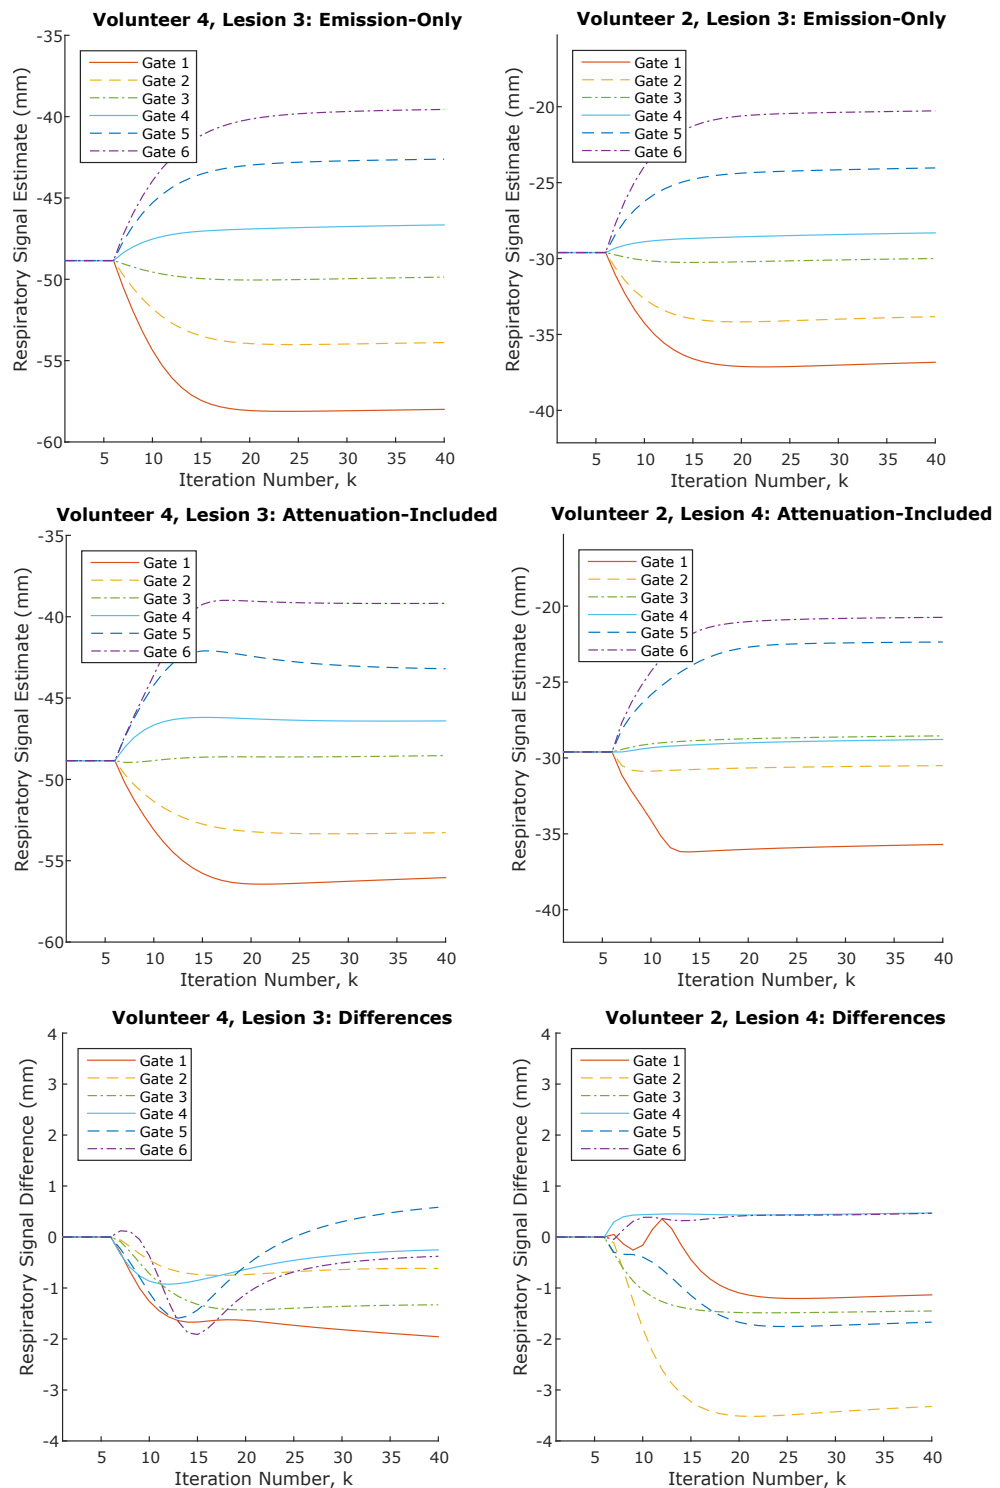 Volunteer 4, Lesion 3: Emission-Only
-35
-40
-45
-50
-55
-60
Respiratory Signal Estimate (mm)
Gate 1
Gate 2
Gate 3
Gate 4
Gate 5
Gate 6
5 10 15 20 25 30 35 40
Iteration Number, k
Volunteer 2, Lesion 3: Emission-Only
-20
-25
-30
-35
-40
Respiratory Signal Estimate (mm)
Gate 1
Gate 2
Gate 3
Gate 4
Gate 5
Gate 6
5 10 15 20 25 30 35 40
Iteration Number, k
Volunteer 4, Lesion 3: Attenuation-Included
-35
-40
-45
-50
-55
-60
Respiratory Signal Estimate (mm)
Gate 1
Gate 2
Gate 3
Gate 4
Gate 5
Gate 6
5 10 15 20 25 30 35 40
Iteration Number, k
Volunteer 2, Lesion 4: Attenuation-Included
-20
-25
-30
-35
-40
Respiratory Signal Estimate (mm)
Gate 1
Gate 2
Gate 3
Gate 4
Gate 5
Gate 6
5 10 15 20 25 30 35 40
Iteration Number, k
Volunteer 4, Lesion 3: Differences
4
3
2
1
0
-1
-2
-3
-4
Respiratory Signal Difference (mm)
Gate 1
Gate 2
Gate 3
Gate 4
Gate 5
Gate 6
5 10 15 20 25 30 35 40
Iteration Number, k
Volunteer 2, Lesion 4: Differences
4
3
2
1
0
-1
-2
-3
-4
Respiratory Signal Difference (mm)
Gate 1
Gate 2
Gate 3
Gate 4
Gate 5
Gate 6
5 10 15 20 25 30 35 40
Iteration Number, k